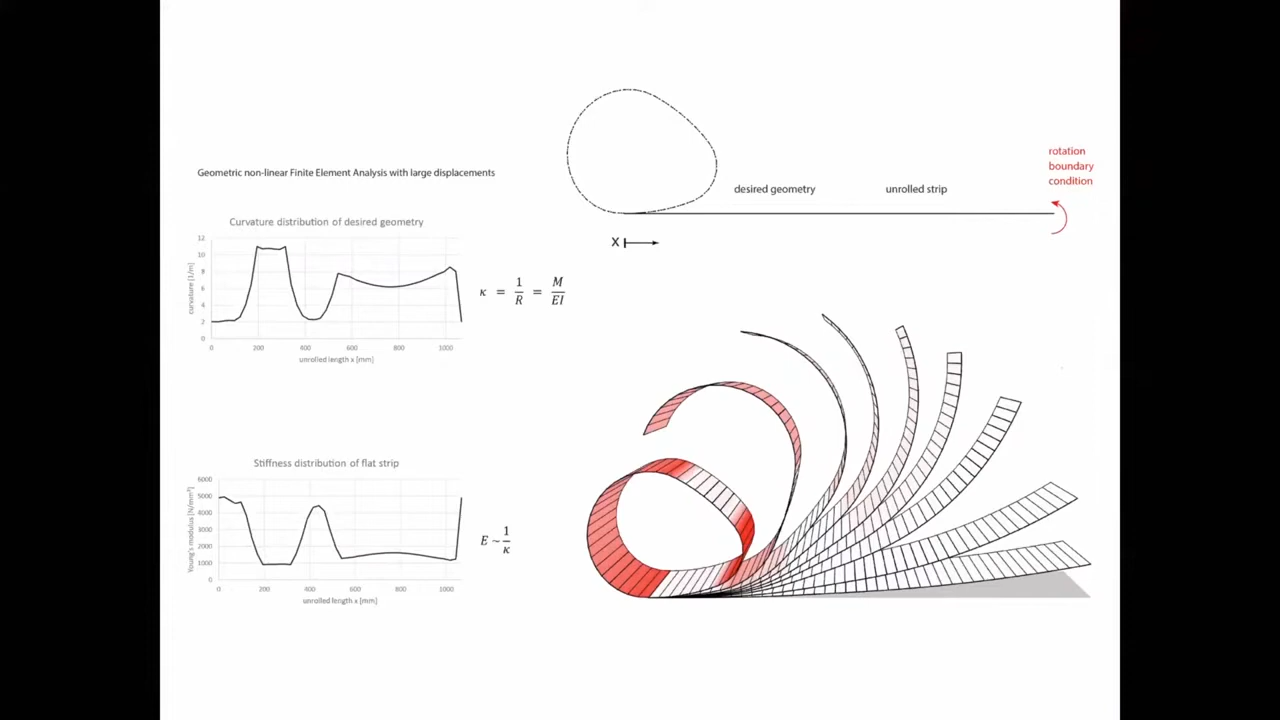 Geometric non-linear Finite Element Analysis with large displacements
Curvature distribution of desired geometry
12
10
8
6
4
2
0
curvature [1/m]
0 200 400 600 800 1000
unrolled length x [mm]
κ = 1/R = M/EI
Stiffness distribution of flat strip
6000
5000
4000
3000
2000
1000
0
Young's modulus [N/mm²]
0 200 400 600 800 1000
unrolled length x [mm]
E ~ 1/κ
desired geometry
unrolled strip
rotation
boundary
condition
X